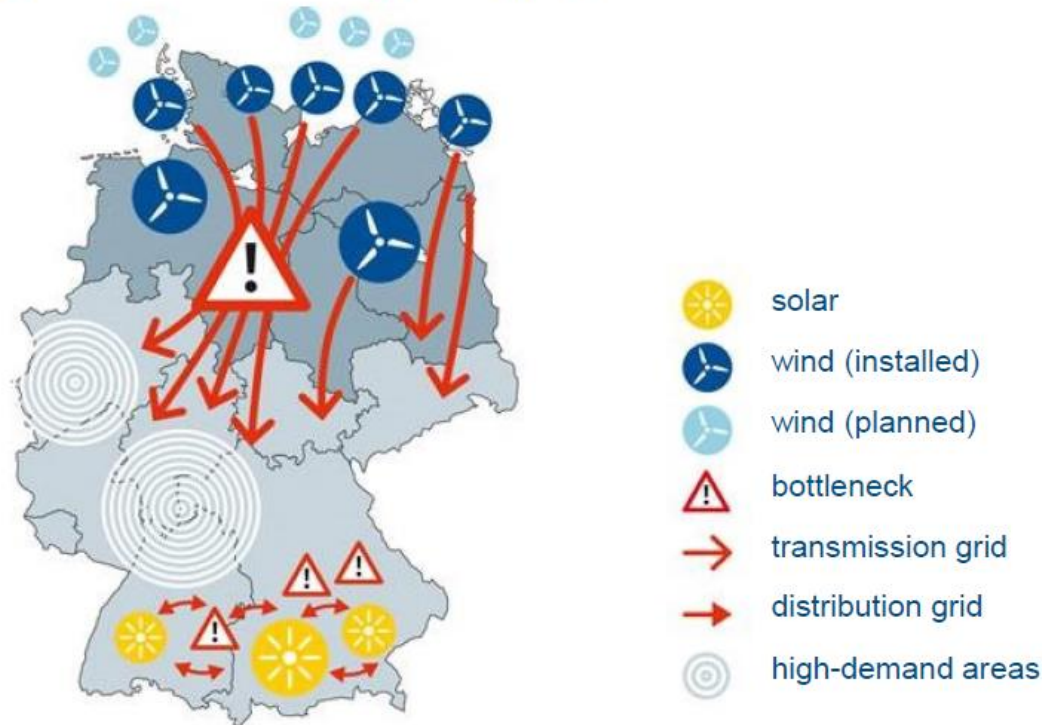 solar
wind (installed)
wind (planned)
bottleneck
transmission grid
distribution grid
high-demand areas